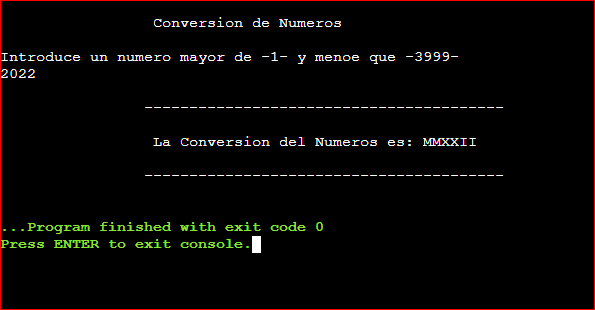 Conversion de Numeros
Introduce un numero mayor de -1- y menoe que -3999-
2022
----------------------------------------
La Conversion del Numeros es: MMXXII
----------------------------------------
...Program finished with exit code 0
Press ENTER to exit console.